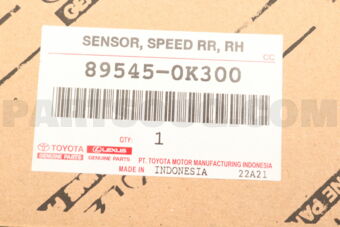 SENSOR, SPEED RR, RH
CC
89545-0K300
QTY:
1
TOYOTA
GENUINE PARTS
LEXUS
GENUINE PARTS
PT. TOYOTA MOTOR MANUFACTURING INDONESIA
MADE IN INDONESIA 22A21